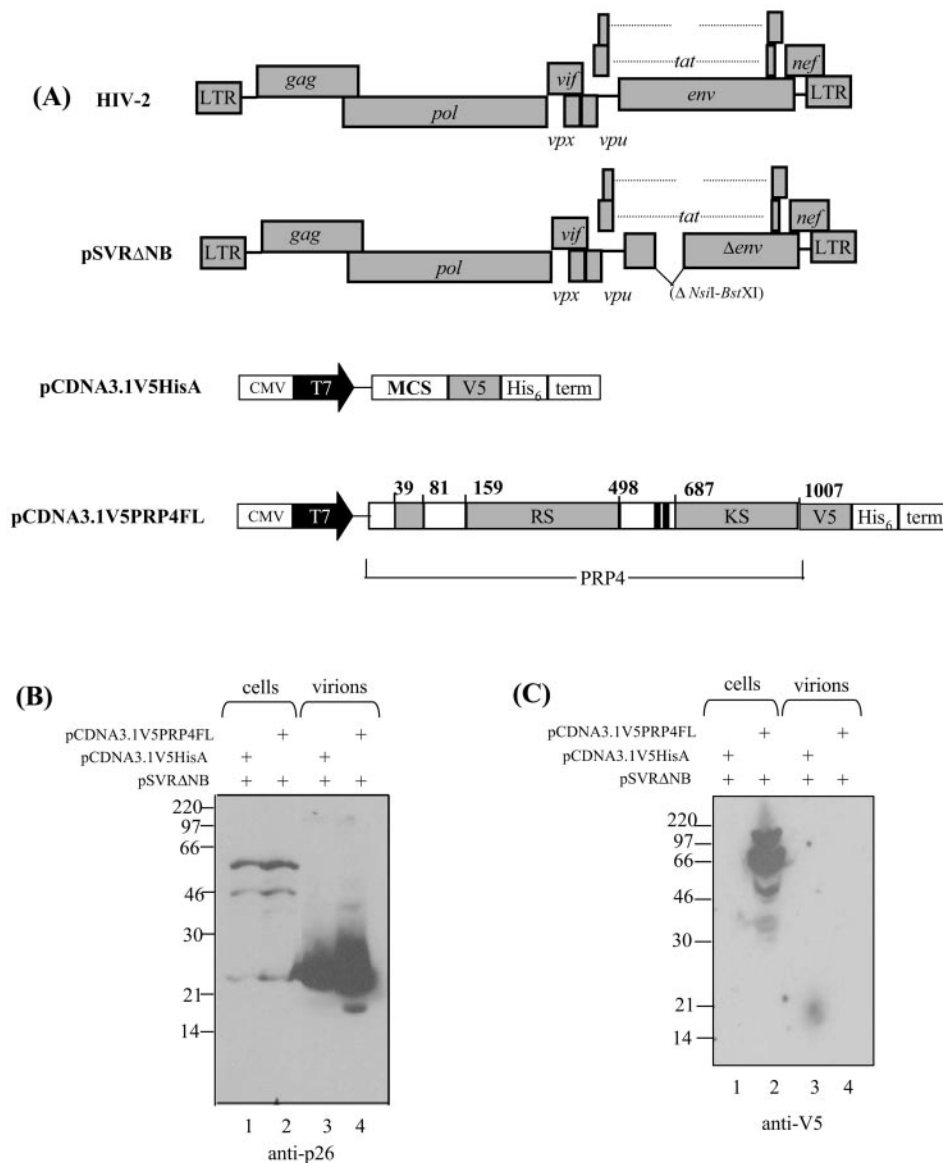 (A)
HIV-2
LTR
gag
pol
vif
vpx
vpu
tat
env
nef
LTR
pSVRΔNB
LTR
gag
pol
vif
vpx
vpu
tat
Δenv
nef
LTR
(Δ NsiI-BstXI)
pCDNA3.1V5HisA
CMV T7 MCS V5 His6 term
pCDNA3.1V5PRP4FL
39 81 159 498 687 1007
CMV T7 RS KS V5 His6 term
PRP4
(B)
cells virions
pCDNA3.1V5PRP4FL + +
pCDNA3.1V5HisA + +
pSVRΔNB + + + +
220
97
66
46
30
21
14
1 2 3 4
anti-p26
(C)
cells virions
pCDNA3.1V5PRP4FL + +
pCDNA3.1V5HisA + +
pSVRΔNB + + + +
220
97
66
46
30
21
14
1 2 3 4
anti-V5